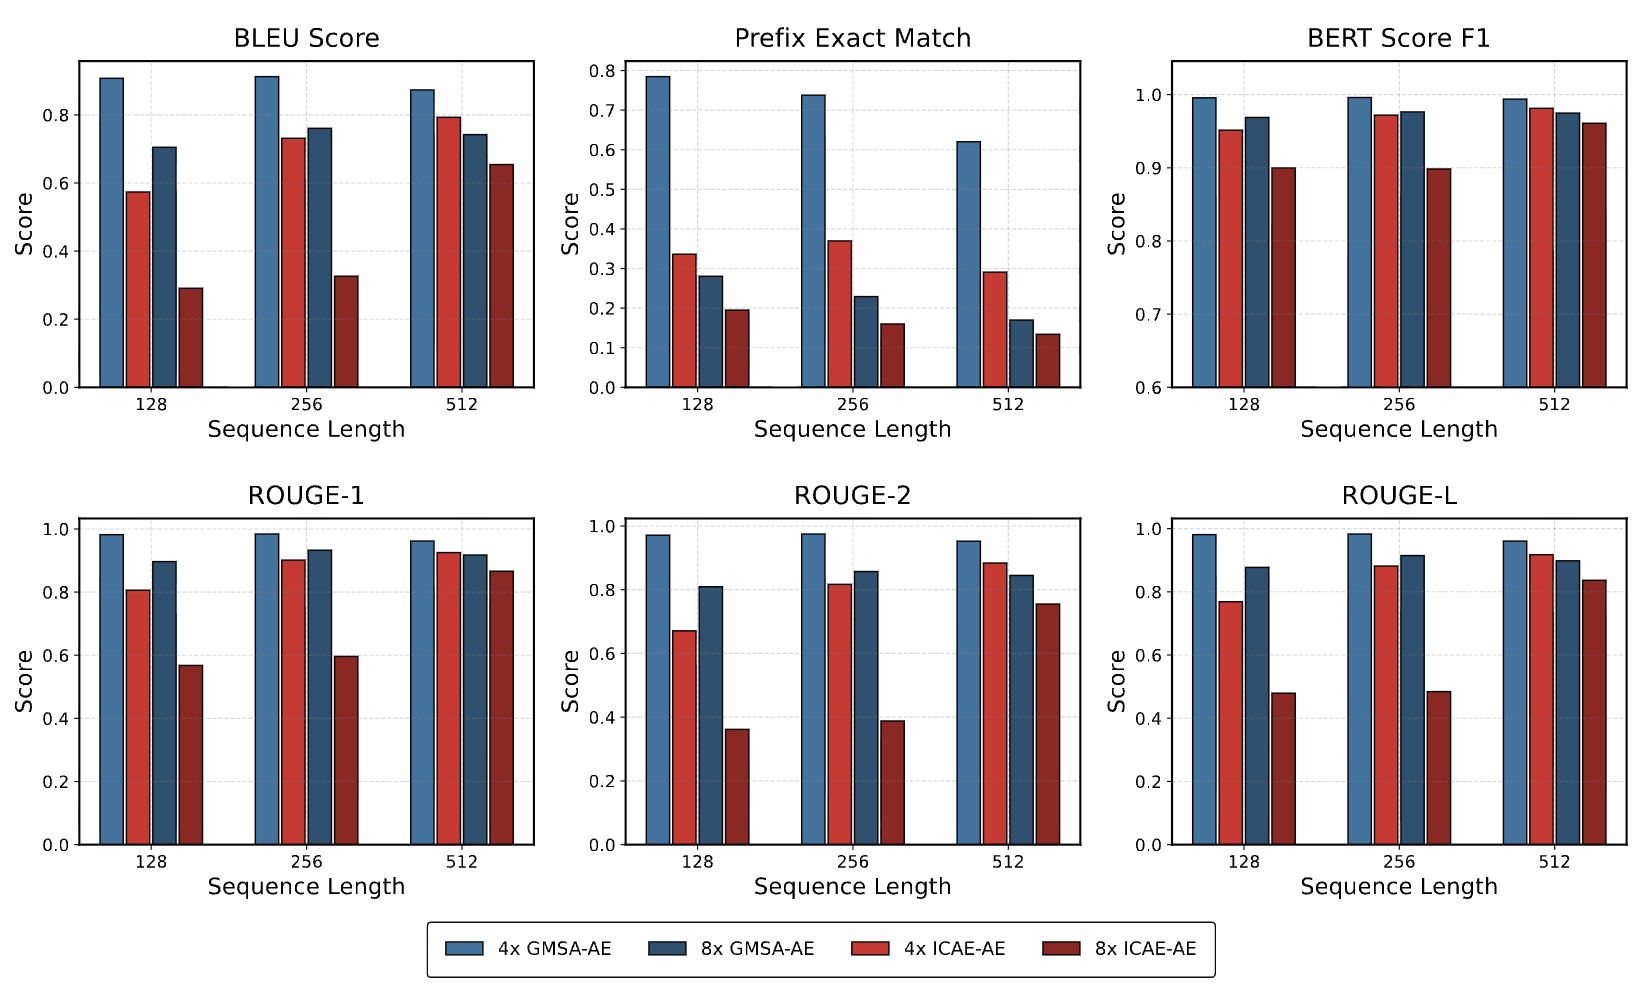 BLEU Score
Score
0.8
0.6
0.4
0.2
0.0
128 256 512
Sequence Length
Prefix Exact Match
Score
0.8
0.7
0.6
0.5
0.4
0.3
0.2
0.1
0.0
128 256 512
Sequence Length
BERT Score F1
Score
1.0
0.9
0.8
0.7
0.6
128 256 512
Sequence Length
ROUGE-1
Score
1.0
0.8
0.6
0.4
0.2
0.0
128 256 512
Sequence Length
ROUGE-2
Score
1.0
0.8
0.6
0.4
0.2
0.0
128 256 512
Sequence Length
ROUGE-L
Score
1.0
0.8
0.6
0.4
0.2
0.0
128 256 512
Sequence Length
4x GMSA-AE 8x GMSA-AE 4x ICAE-AE 8x ICAE-AE